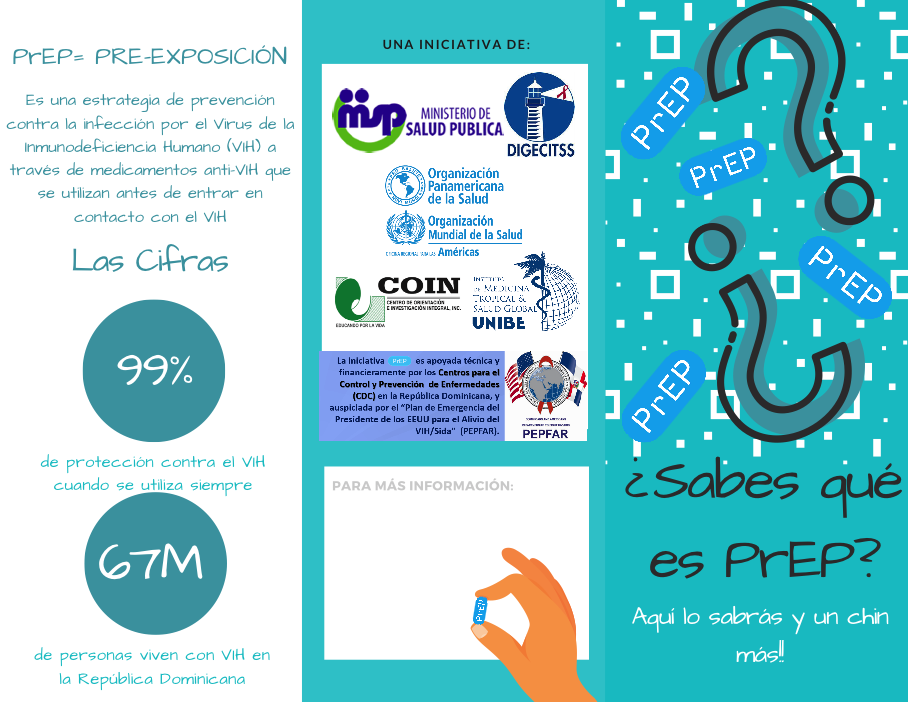 PrEP= PRE-EXPOSICIÓN
Es una estrategia de prevención
contra la infección por el Virus de la
Inmunodeficiencia Humano (VIH) a
través de medicamentos anti-VIH que
se utilizan antes de entrar en
contacto con el VIH
Las Cifras
99%
de protección contra el VIH
cuando se utiliza siempre
67M
de personas viven con VIH en
la República Dominicana
UNA INICIATIVA DE:
msp
MINISTERIO DE
SALUD PUBLICA
DIGECITSS
Organización
Panamericana
de la Salud
Organización
Mundial de la Salud
OFICINA REGIONAL PARA LAS Américas
COIN
CENTRO DE ORIENTACIÓN
E INVESTIGACIÓN INTEGRAL, INC.
EDUCANDO POR LA VIDA
INSTITUTO
DE MEDICINA
TROPICAL &
SALUD GLOBAL
UNIBE
La Iniciativa PrEP es apoyada técnica y
financieramente por los Centros para el
Control y Prevención de Enfermedades
(CDC) en la República Dominicana, y
auspiciada por el "Plan de Emergencia del
Presidente de los EEUU para el Alivio del
VIH/Sida" (PEPFAR).
PEPFAR
PARA MÁS INFORMACIÓN:
PrEP
PrEP
PrEP
PrEP
PrEP
¿Sabes qué
es PrEP?
Aquí lo sabrás y un chin
más!!